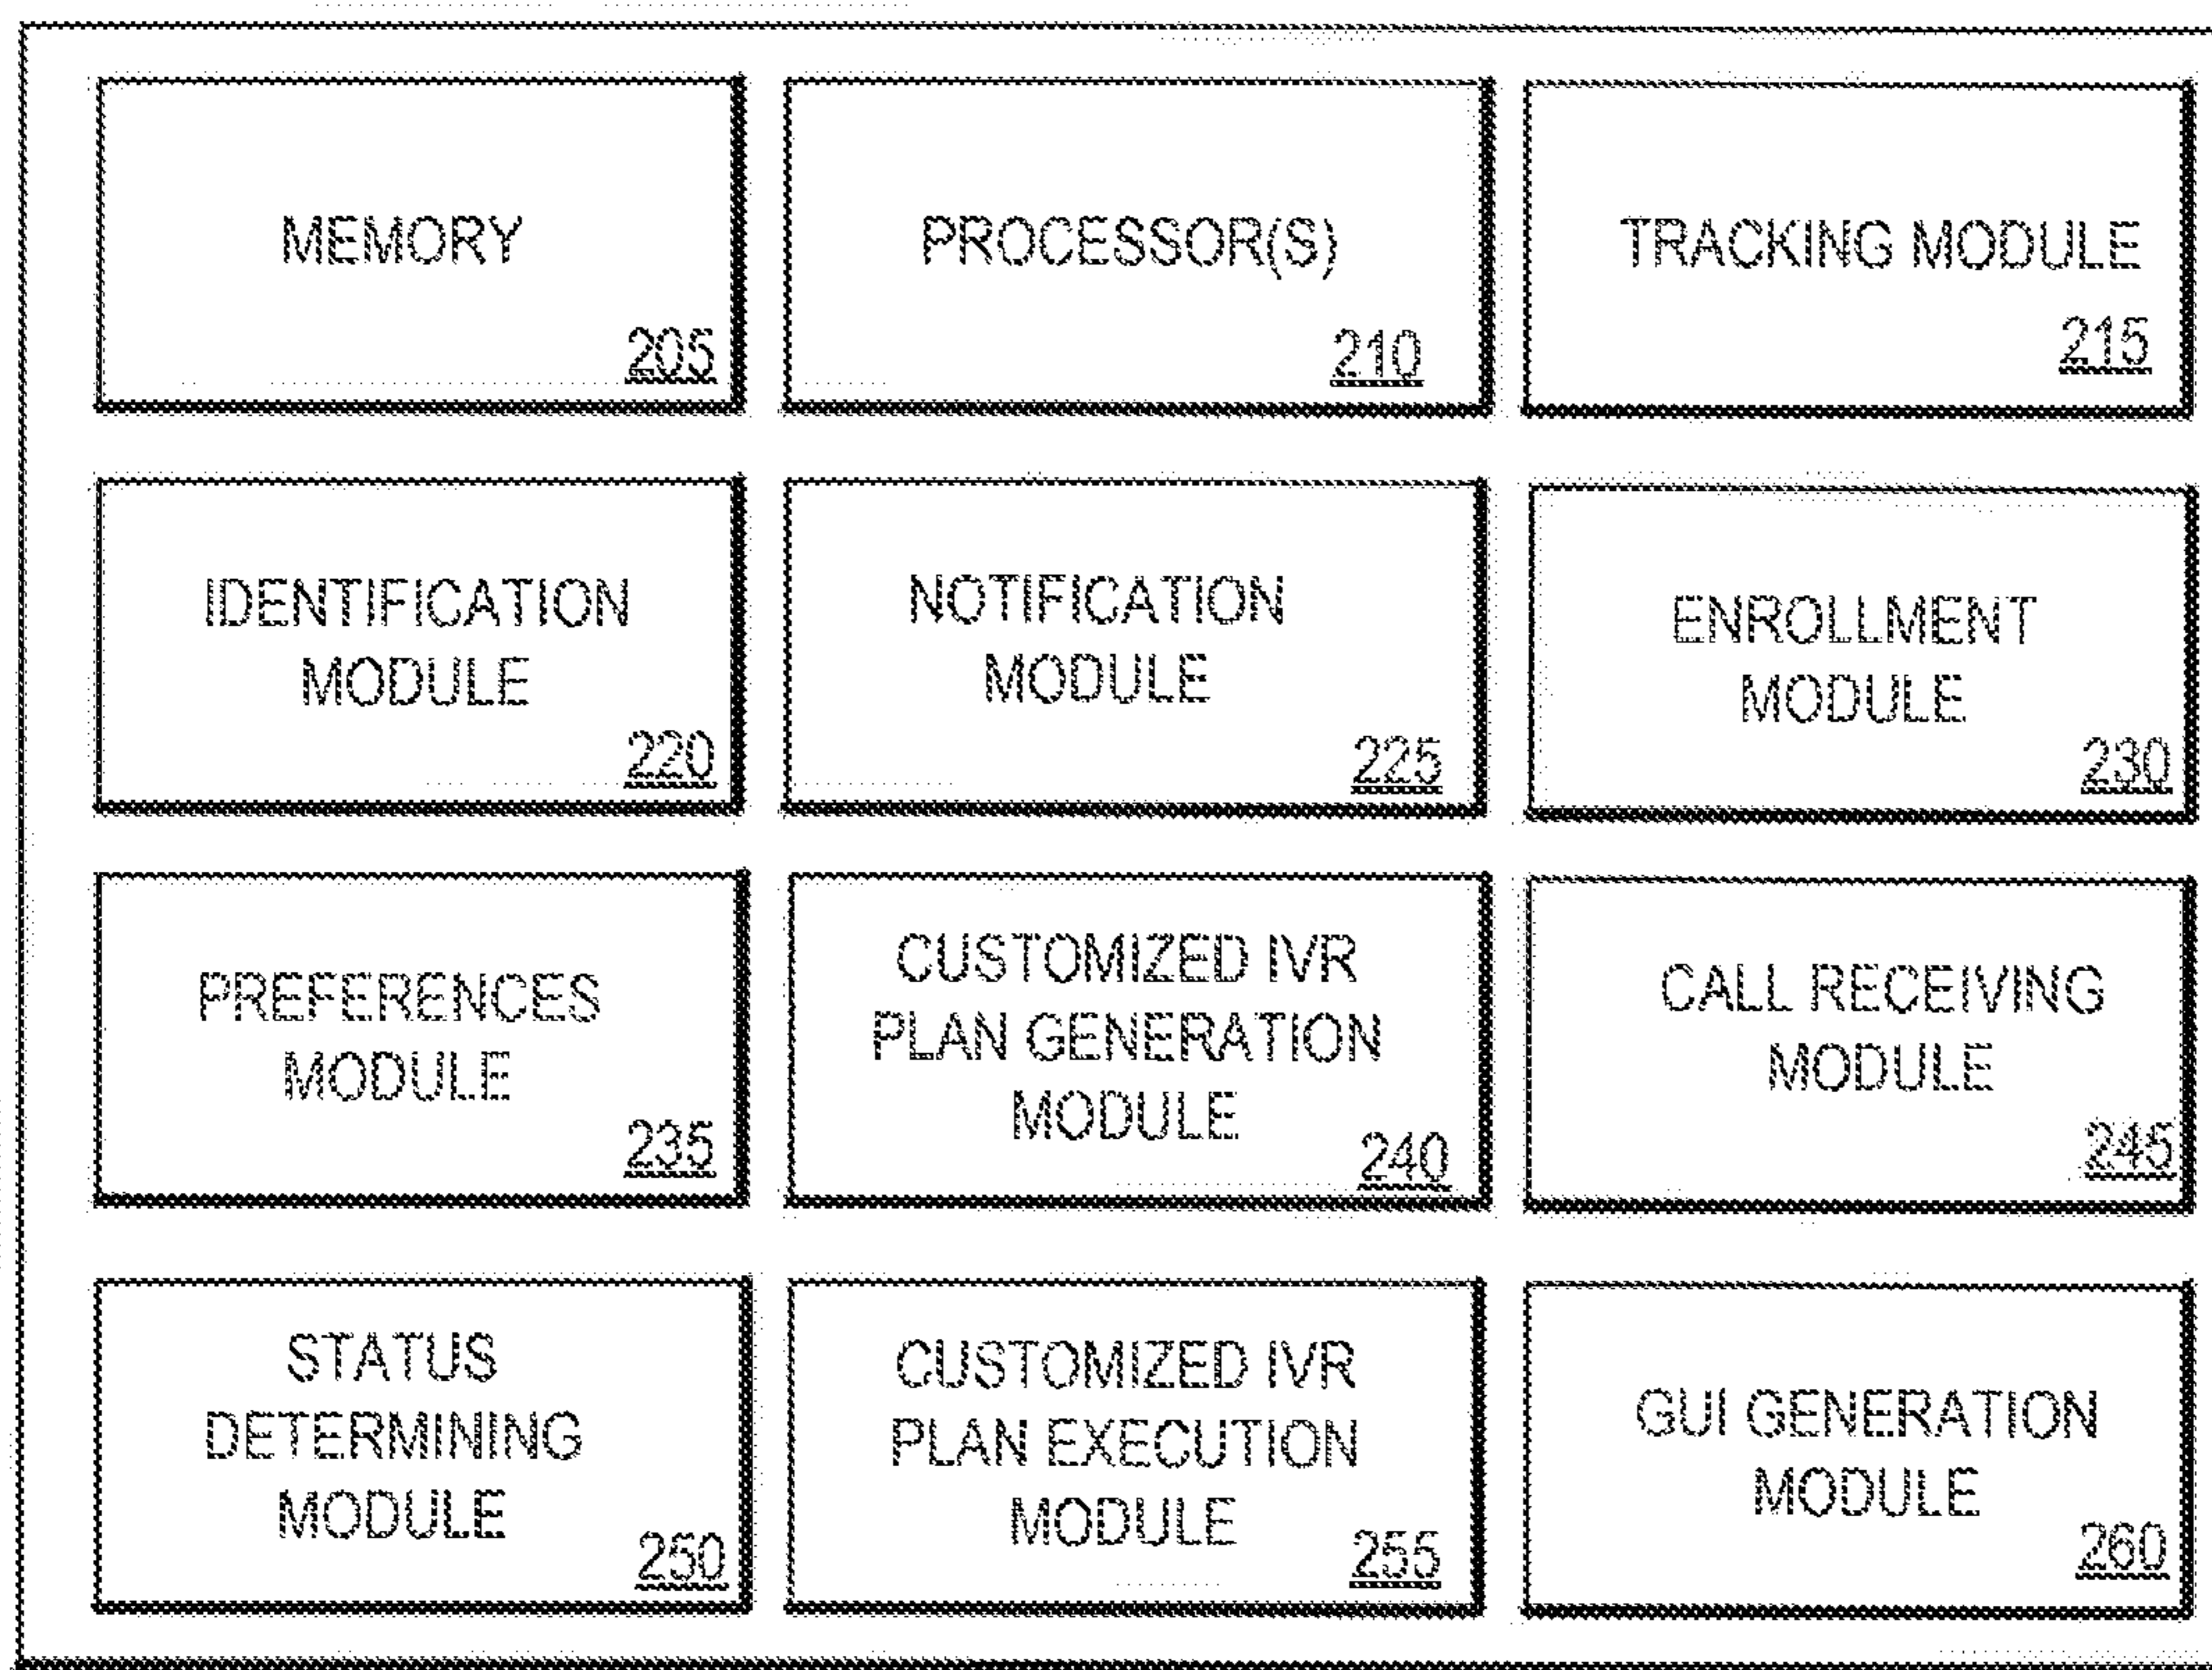 MEMORY
205
PROCESSOR(S)
210
TRACKING MODULE
215
IDENTIFICATION
MODULE
220
NOTIFICATION
MODULE
225
ENROLLMENT
MODULE
230
PREFERENCES
MODULE
235
CUSTOMIZED IVR
PLAN GENERATION
MODULE
240
CALL RECEIVING
MODULE
245
STATUS
DETERMINING
MODULE
250
CUSTOMIZED IVR
PLAN EXECUTION
MODULE
255
GUI GENERATION
MODULE
260